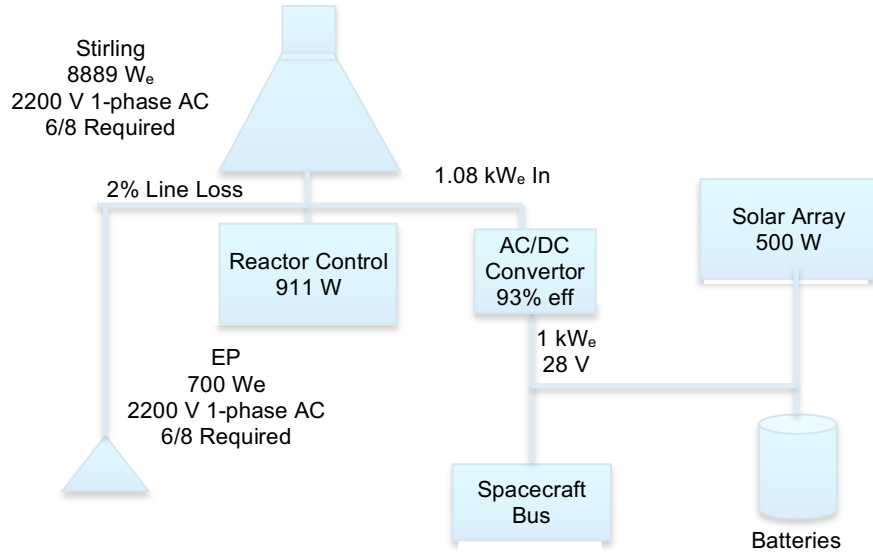 Stirling
8889 Wₑ
2200 V 1-phase AC
6/8 Required
2% Line Loss
1.08 kWₑ In
Reactor Control
911 W
AC/DC
Convertor
93% eff
Solar Array
500 W
1 kWₑ
28 V
EP
700 We
2200 V 1-phase AC
6/8 Required
Spacecraft
Bus
Batteries